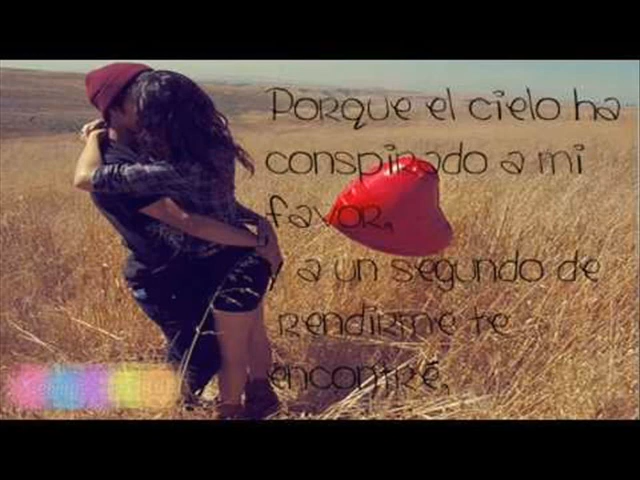 Porque el cielo ha
conspirado a mi
favor,
y a un segundo de
rendirme te
encontré,